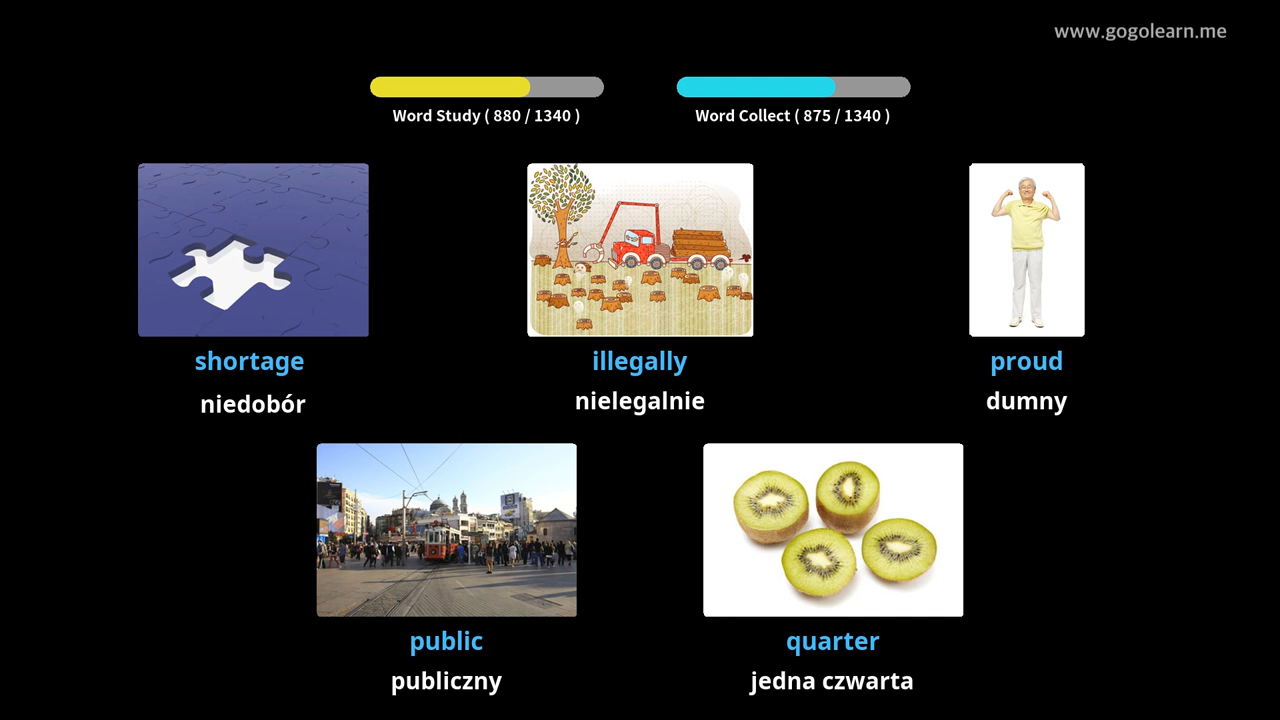 www.gogolearn.me
Word Study ( 880 / 1340 )
Word Collect ( 875 / 1340 )
shortage
niedobór
illegally
nielegalnie
proud
dumny
public
publiczny
quarter
jedna czwarta